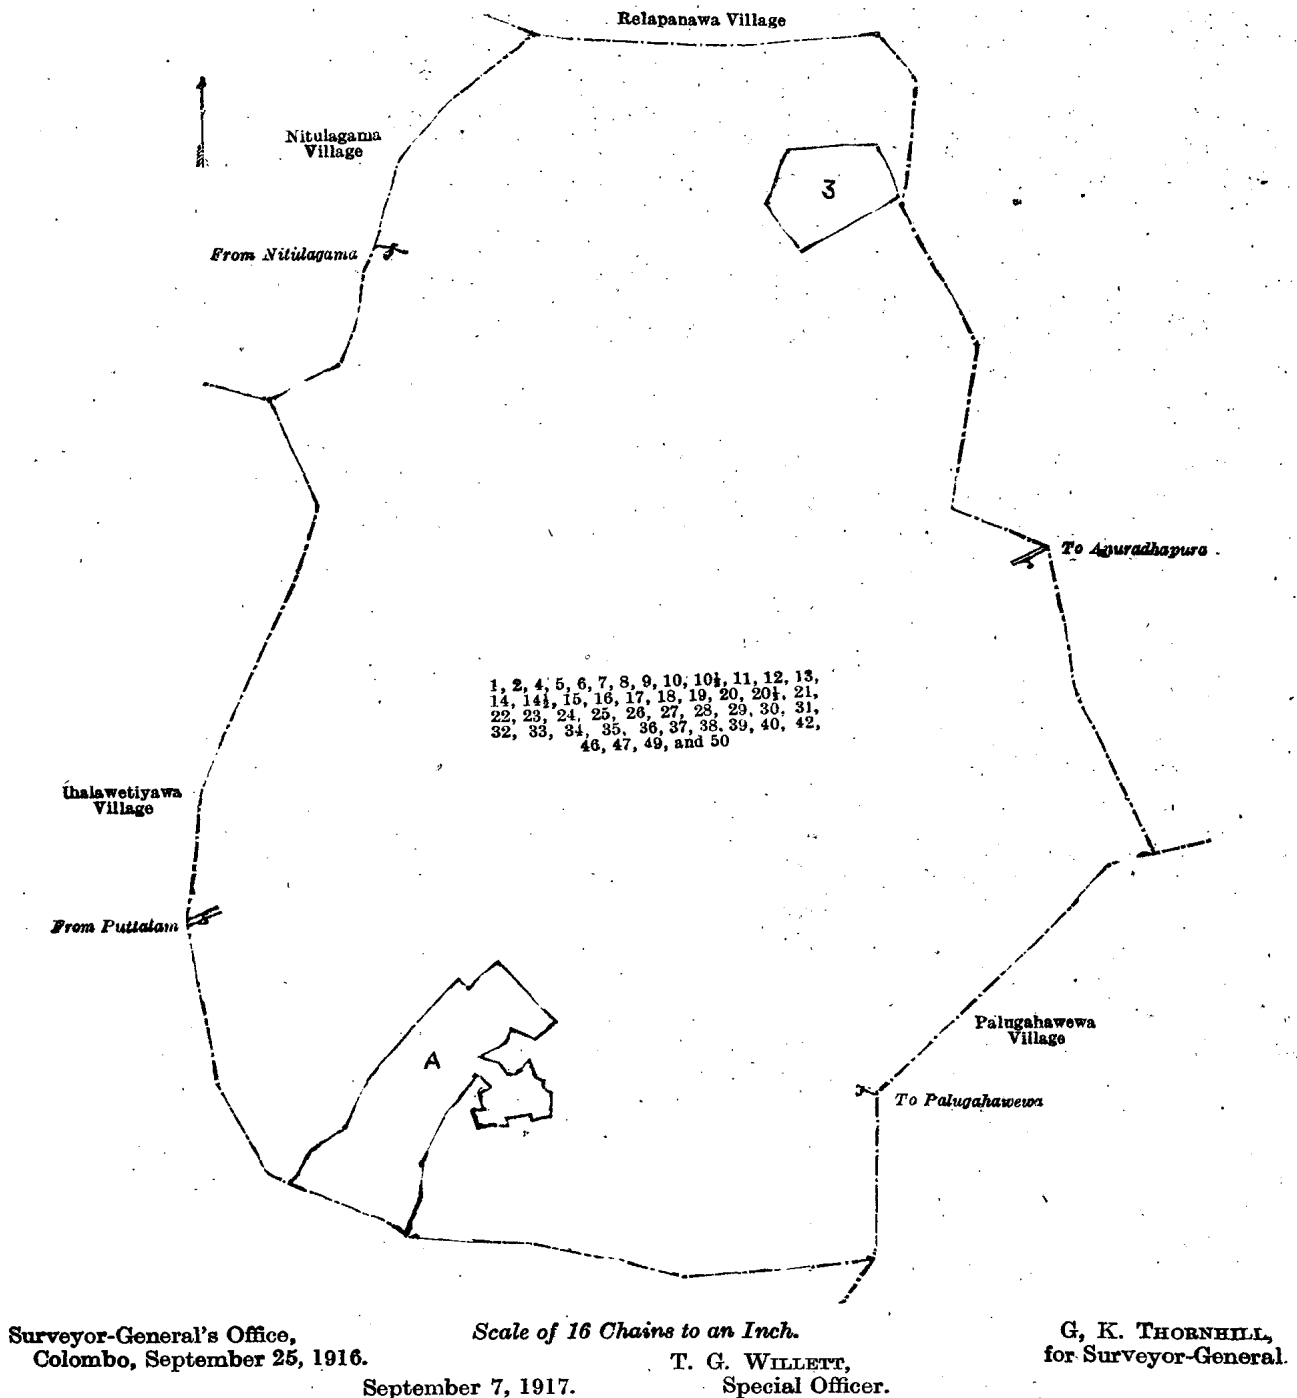 Relapanawa Village
Nitulagama
Village
3
From Nitulagama
To Anuradhapura
1, 2, 4, 5, 6, 7, 8, 9, 10, 10½, 11, 12, 13,
14, 14½, 15, 16, 17, 18, 19, 20, 20½, 21,
22, 23, 24, 25, 26, 27, 28, 29, 30, 31,
32, 33, 34, 35, 36, 37, 38, 39, 40, 42,
46, 47, 49, and 50
Ihalawetiyawa
Village
From Puttalam
Palugahawewa
Village
A
To Palugahawewa
Surveyor-General's Office,
Colombo, September 25, 1916.
Scale of 16 Chains to an Inch.
G, K. THORNHILL,
for Surveyor-General.
T. G. WILLETT,
Special Officer.
September 7, 1917.